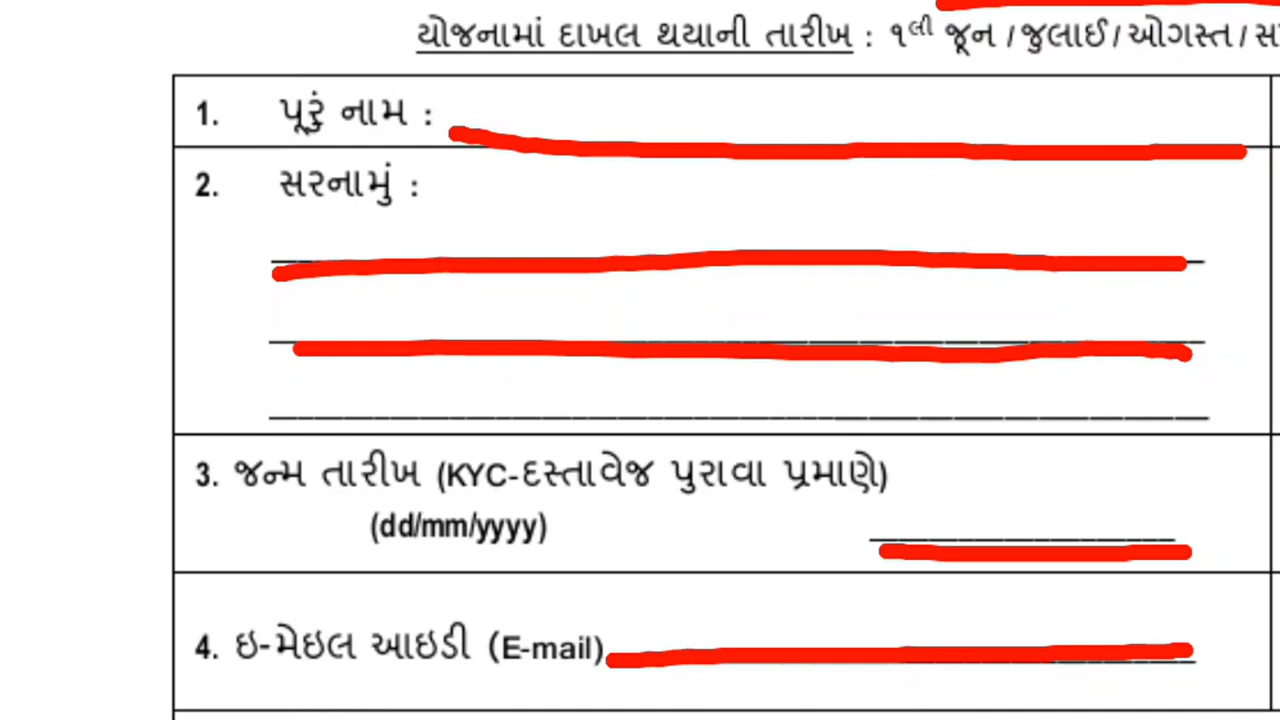 યોજનામાં દાખલ થયાની તારીખ : ૧લી જૂન / જુલાઈ / ઓગસ્ટ /
1. પૂરું નામ :
2. સરનામું :
3. જન્મ તારીખ (KYC-દસ્તાવેજ પુરાવા પ્રમાણે)
(dd/mm/yyyy)
4. ઇ-મેઇલ આઇડી (E-mail)